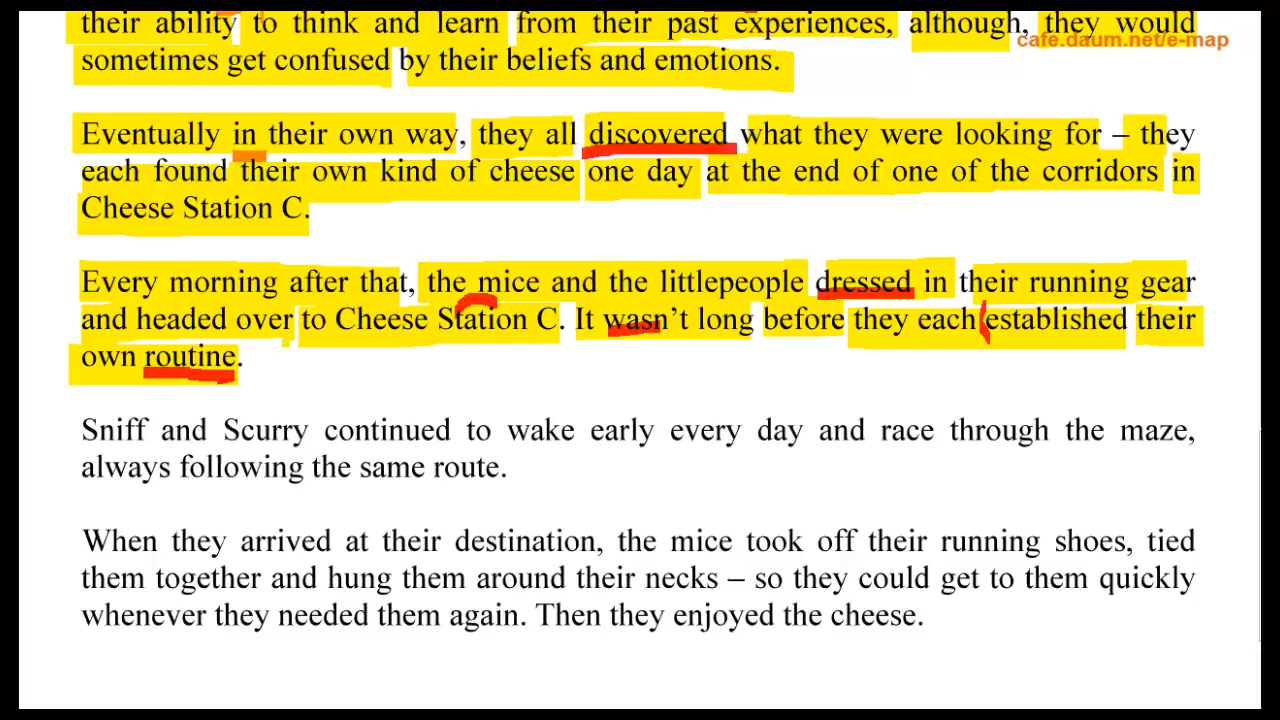 their ability to think and learn from their past experiences, although, they would
cafe.daum.net/e-map
sometimes get confused by their beliefs and emotions.
Eventually in their own way, they all discovered what they were looking for – they
each found their own kind of cheese one day at the end of one of the corridors in
Cheese Station C.
Every morning after that, the mice and the littlepeople dressed in their running gear
and headed over to Cheese Station C. It wasn't long before they each established their
own routine.
Sniff and Scurry continued to wake early every day and race through the maze,
always following the same route.
When they arrived at their destination, the mice took off their running shoes, tied
them together and hung them around their necks – so they could get to them quickly
whenever they needed them again. Then they enjoyed the cheese.